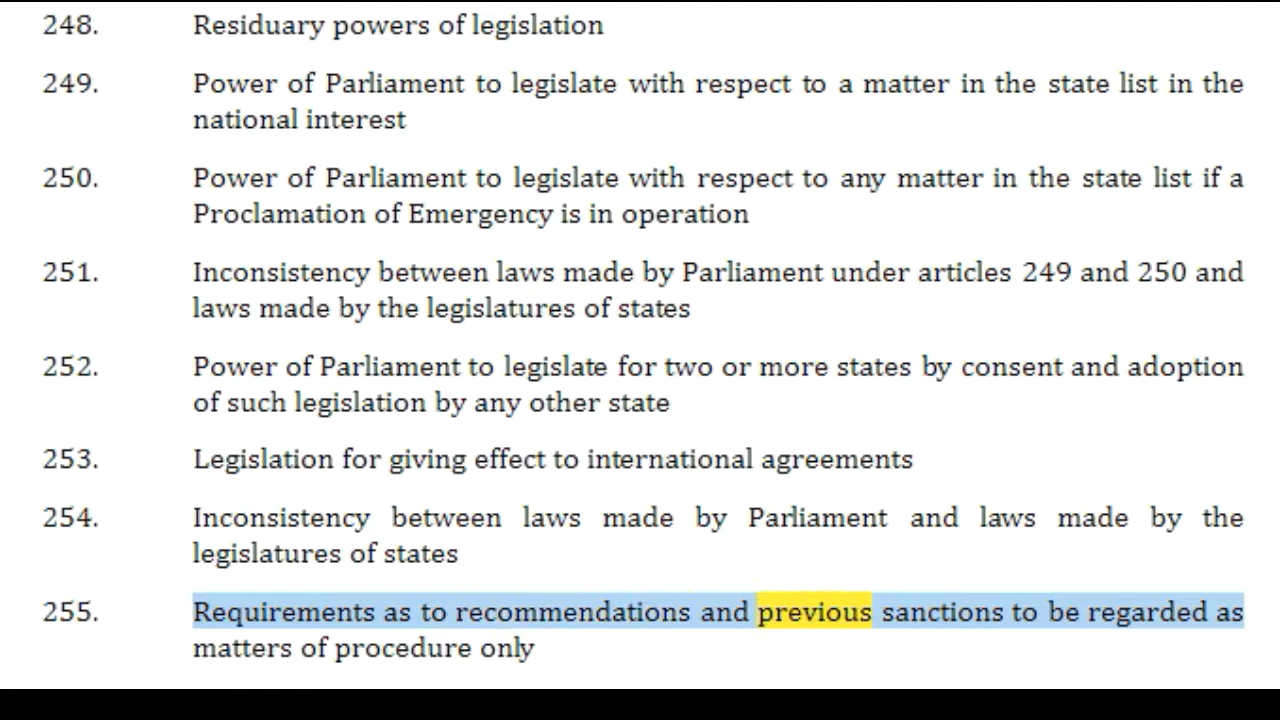 248. Residuary powers of legislation
249. Power of Parliament to legislate with respect to a matter in the state list in the
national interest
250. Power of Parliament to legislate with respect to any matter in the state list if a
Proclamation of Emergency is in operation
251. Inconsistency between laws made by Parliament under articles 249 and 250 and
laws made by the legislatures of states
252. Power of Parliament to legislate for two or more states by consent and adoption
of such legislation by any other state
253. Legislation for giving effect to international agreements
254. Inconsistency between laws made by Parliament and laws made by the
legislatures of states
255. Requirements as to recommendations and previous sanctions to be regarded as
matters of procedure only